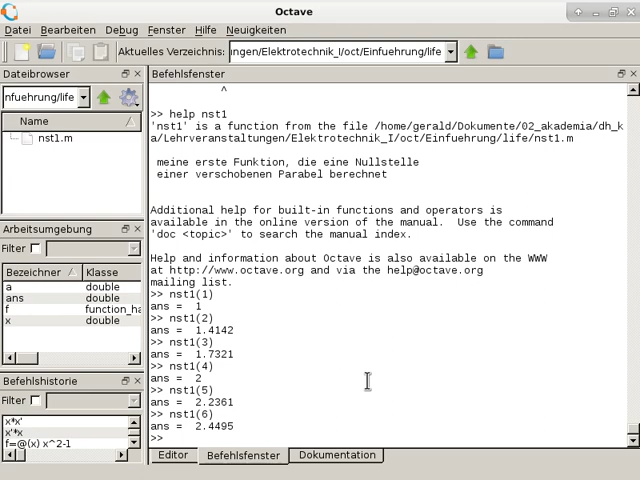 Octave
Datei Bearbeiten Debug Fenster Hilfe Neuigkeiten
Aktuelles Verzeichnis: ıngen/Elektrotechnik_I/oct/Einfuehrung/life
Dateibrowser
nfuehrung/life
Name
nst1.m
Arbeitsumgebung
Filter
Bezeichner Klasse
a double
ans double
f function_ha
x double
Befehlshistorie
Filter
x*x'
x'*x
f=@(x) x^2-1
Befehlsfenster
^
>> help nst1
'nst1' is a function from the file /home/gerald/Dokumente/02_akademia/dh_k
a/Lehrveranstaltungen/Elektrotechnik_I/oct/Einfuehrung/life/nst1.m
meine erste Funktion, die eine Nullstelle
einer verschobenen Parabel berechnet
Additional help for built-in functions and operators is
available in the online version of the manual.  Use the command
'doc <topic>' to search the manual index.
Help and information about Octave is also available on the WWW
at http://www.octave.org and via the help@octave.org
mailing list.
>> nst1(1)
ans =  1
>> nst1(2)
ans =  1.4142
>> nst1(3)
ans =  1.7321
>> nst1(4)
ans =  2
>> nst1(5)
ans =  2.2361
>> nst1(6)
ans =  2.4495
>>
Editor Befehlsfenster Dokumentation